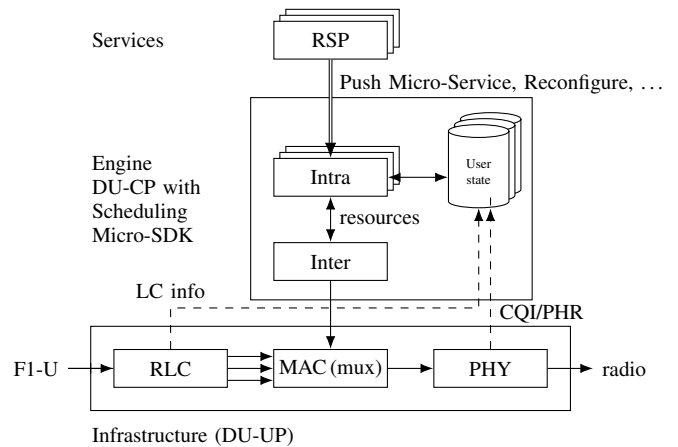 Services
RSP
Push Micro-Service, Reconfigure, ...
Engine
DU-CP with
Scheduling
Micro-SDK
Intra
User
state
resources
Inter
LC info
CQI/PHR
F1-U
RLC
MAC (mux)
PHY
radio
Infrastructure (DU-UP)